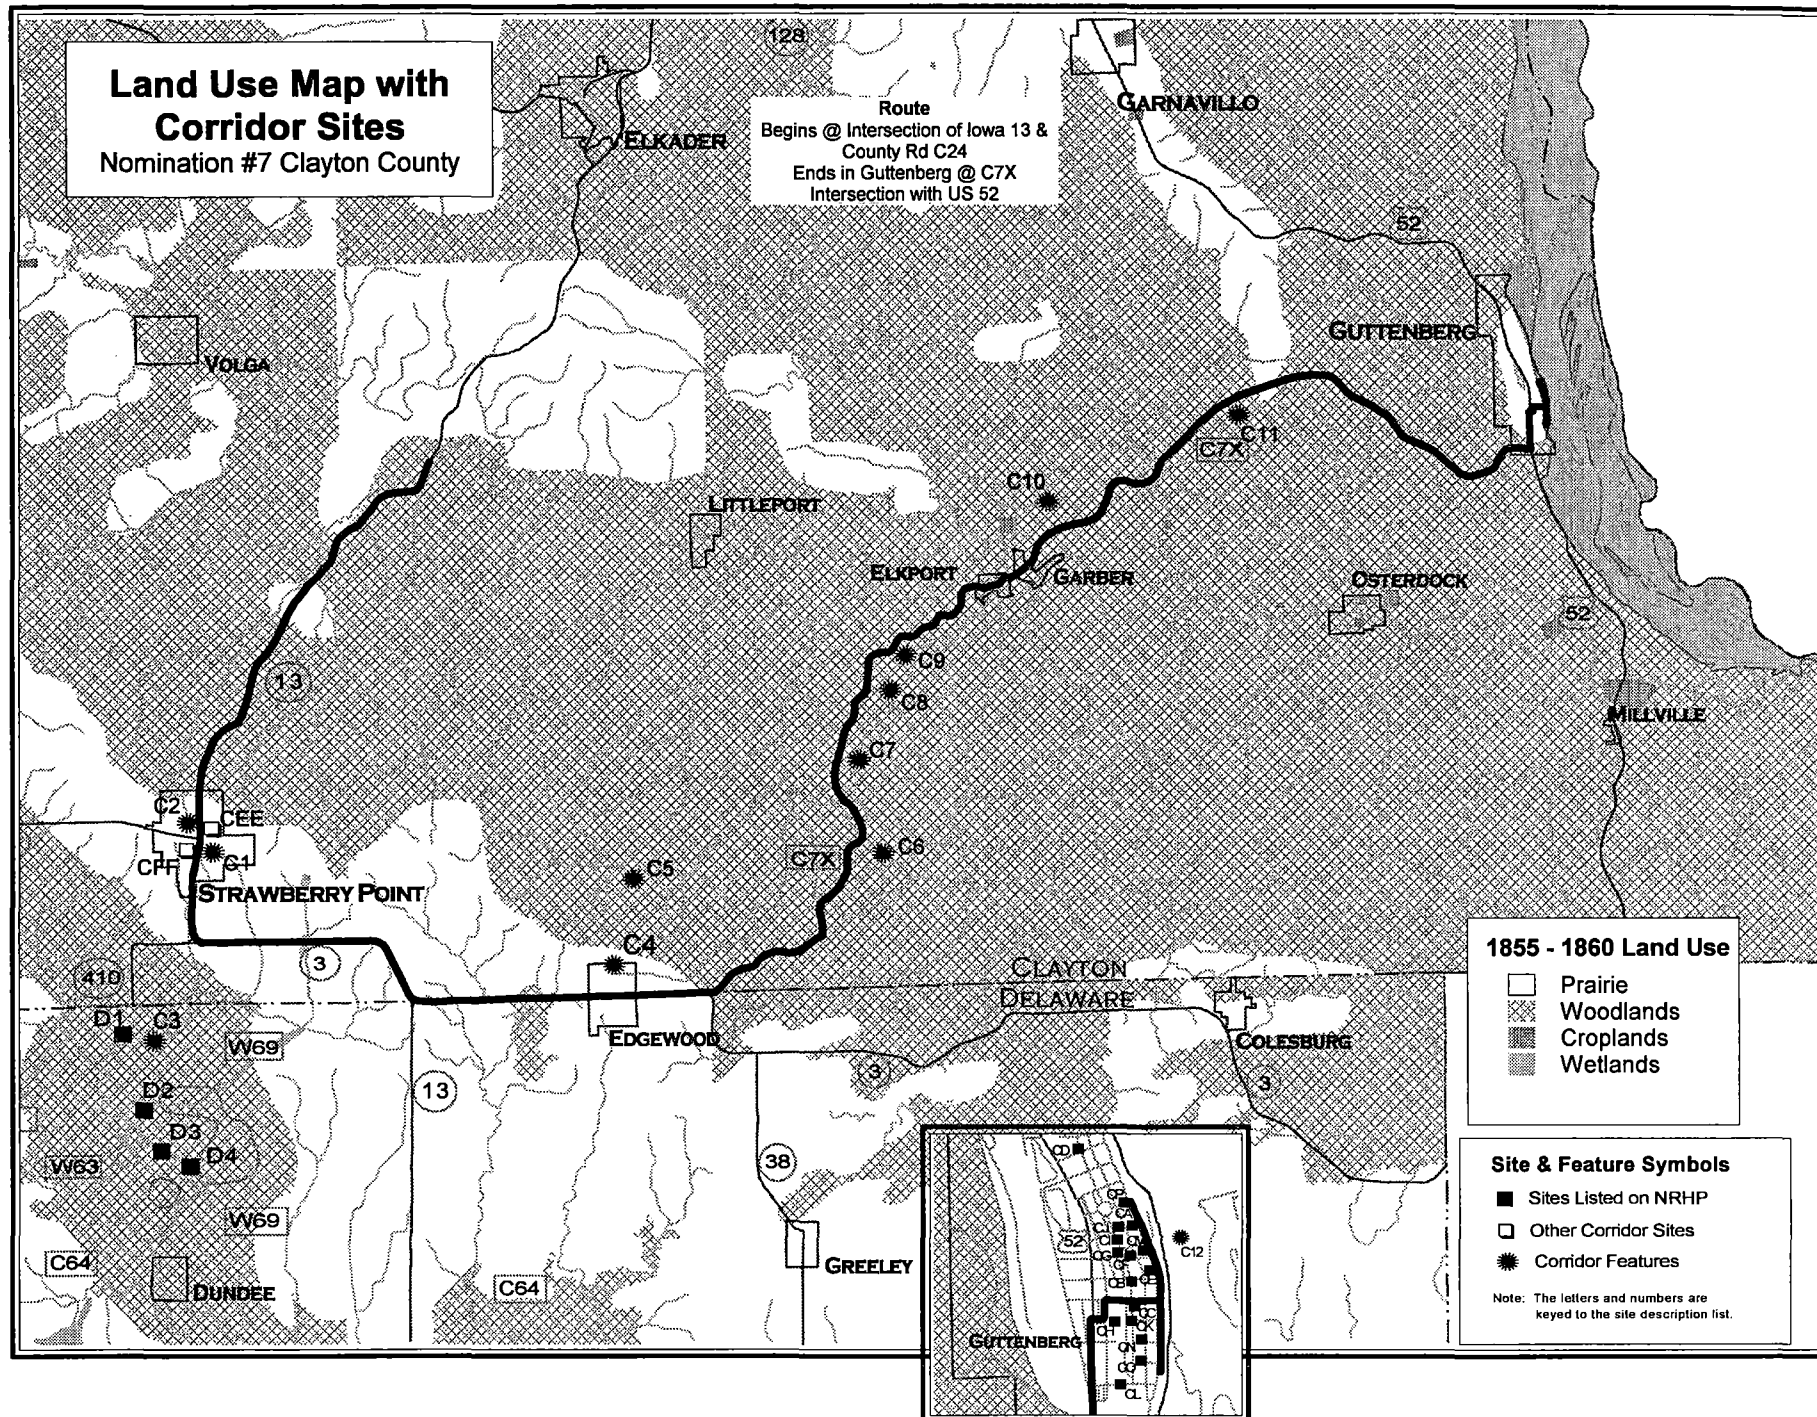 Land Use Map with
Corridor Sites
Nomination #7 Clayton County
128
Route
Begins @ Intersection of Iowa 13 &
County Rd C24
Ends in Guttenberg @ C7X
Intersection with US 52
GARNAVILLO
ELKADER
52
GUTTENBERG
VOLGA
C11
C7X
C10
LITTLEPORT
ELKPORT
GARBER
OSTERDOCK
52
C9
13
C8
MILLVILLE
C7
C2
CEE
C6
C7X
CFF
C1
C5
STRAWBERRY POINT
C4
3
410
CLAYTON
DELAWARE
D1
C3
W69
EDGEWOOD
COLESBURG
13
3
3
D2
D3
D4
W63
38
W69
C64
DUNDEE
C64
GREELEY
1855 - 1860 Land Use
Prairie
Woodlands
Croplands
Wetlands
Site & Feature Symbols
Sites Listed on NRHP
Other Corridor Sites
Corridor Features
Note: The letters and numbers are
keyed to the site description list.
CD
52
C12
GUTTENBERG
CH
CN
CL